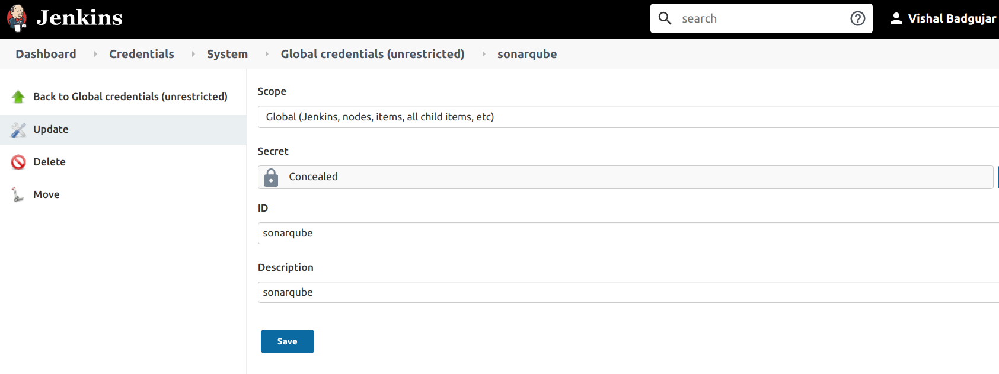 Jenkins
search
Vishal Badgujar
Dashboard Credentials System Global credentials (unrestricted) sonarqube
Back to Global credentials (unrestricted)
Update
Delete
Move
Scope
Global (Jenkins, nodes, items, all child items, etc)
Secret
Concealed
ID
sonarqube
Description
sonarqube
Save